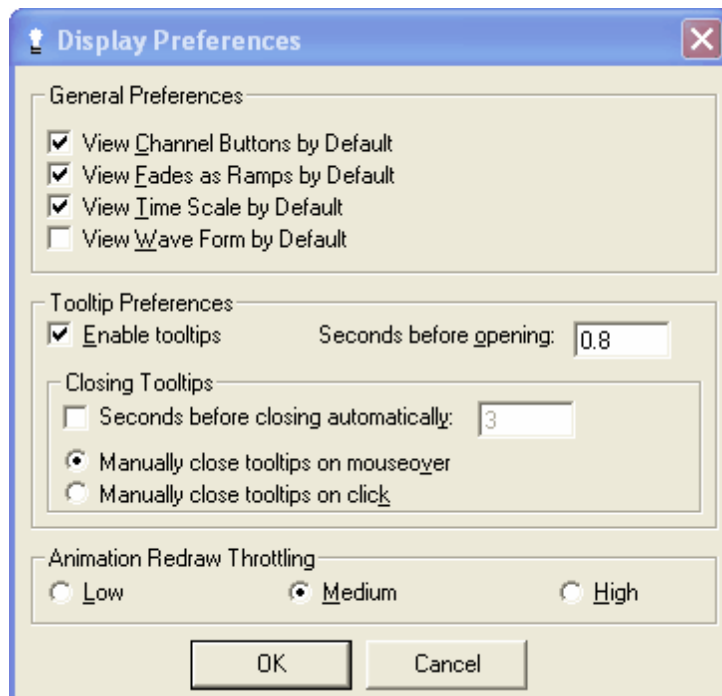 Display Preferences
General Preferences
View Channel Buttons by Default
View Fades as Ramps by Default
View Time Scale by Default
View Wave Form by Default
Tooltip Preferences
Enable tooltips Seconds before opening: 0.8
Closing Tooltips
Seconds before closing automatically: 3
Manually close tooltips on mouseover
Manually close tooltips on click
Animation Redraw Throttling
Low Medium High
OK Cancel